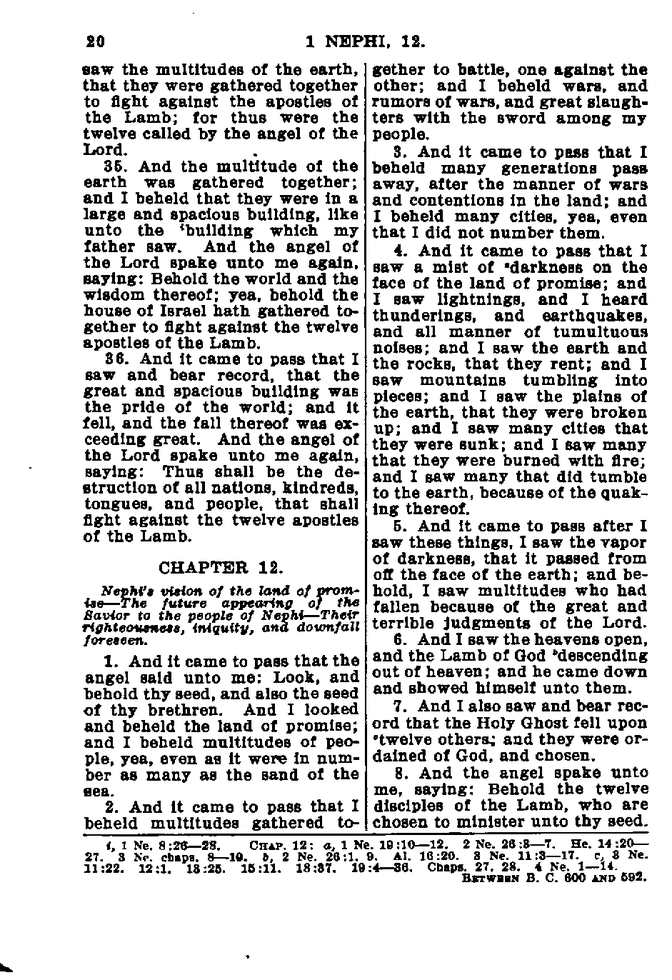 20
1 NEPHI, 12.
saw the multitudes of the earth,
that they were gathered together
to fight against the apostles of
the Lamb; for thus were the
twelve called by the angel of the
Lord.
35. And the multitude of the
earth was gathered together;
and I beheld that they were in a
large and spacious building, like
unto the ⁱbuilding which my
father saw. And the angel of
the Lord spake unto me again,
saying: Behold the world and the
wisdom thereof; yea, behold the
house of Israel hath gathered to-
gether to fight against the twelve
apostles of the Lamb.
36. And it came to pass that I
saw and bear record, that the
great and spacious building was
the pride of the world; and it
fell, and the fall thereof was ex-
ceeding great. And the angel of
the Lord spake unto me again,
saying: Thus shall be the de-
struction of all nations, kindreds,
tongues, and people, that shall
fight against the twelve apostles
of the Lamb.
CHAPTER 12.
Nephi's vision of the land of prom-
ise—The future appearing of the
Savior to the people of Nephi—Their
righteousness, iniquity, and downfall
foreseen.
1. And it came to pass that the
angel said unto me: Look, and
behold thy seed, and also the seed
of thy brethren. And I looked
and beheld the land of promise;
and I beheld multitudes of peo-
ple, yea, even as it were in num-
ber as many as the sand of the
sea.
2. And it came to pass that I
beheld multitudes gathered to-
gether to battle, one against the
other; and I beheld wars, and
rumors of wars, and great slaugh-
ters with the sword among my
people.
3. And it came to pass that I
beheld many generations pass
away, after the manner of wars
and contentions in the land; and
I beheld many cities, yea, even
that I did not number them.
4. And it came to pass that I
saw a mist of ᵃdarkness on the
face of the land of promise; and
I saw lightnings, and I heard
thunderings, and earthquakes,
and all manner of tumultuous
noises; and I saw the earth and
the rocks, that they rent; and I
saw mountains tumbling into
pieces; and I saw the plains of
the earth, that they were broken
up; and I saw many cities that
they were sunk; and I saw many
that they were burned with fire;
and I saw many that did tumble
to the earth, because of the quak-
ing thereof.
5. And it came to pass after I
saw these things, I saw the vapor
of darkness, that it passed from
off the face of the earth; and be-
hold, I saw multitudes who had
fallen because of the great and
terrible judgments of the Lord.
6. And I saw the heavens open,
and the Lamb of God ᵇdescending
out of heaven; and he came down
and showed himself unto them.
7. And I also saw and bear rec-
ord that the Holy Ghost fell upon
ᶜtwelve others; and they were or-
dained of God, and chosen.
8. And the angel spake unto
me, saying: Behold the twelve
disciples of the Lamb, who are
chosen to minister unto thy seed.
i, 1 Ne. 8:26—28. CHAP. 12: a, 1 Ne. 19:10—12. 2 Ne. 26:3—7. He. 14:20—
27. 3 Ne. chaps. 8—10. b, 2 Ne. 26:1, 9. Al. 16:20. 3 Ne. 11:3—17. c, 3 Ne.
11:22. 12:1. 13:25. 15:11. 18:37. 19:4—36. Chaps. 27, 28. 4 Ne. 1—14.
BETWEEN B. C. 600 AND 592.